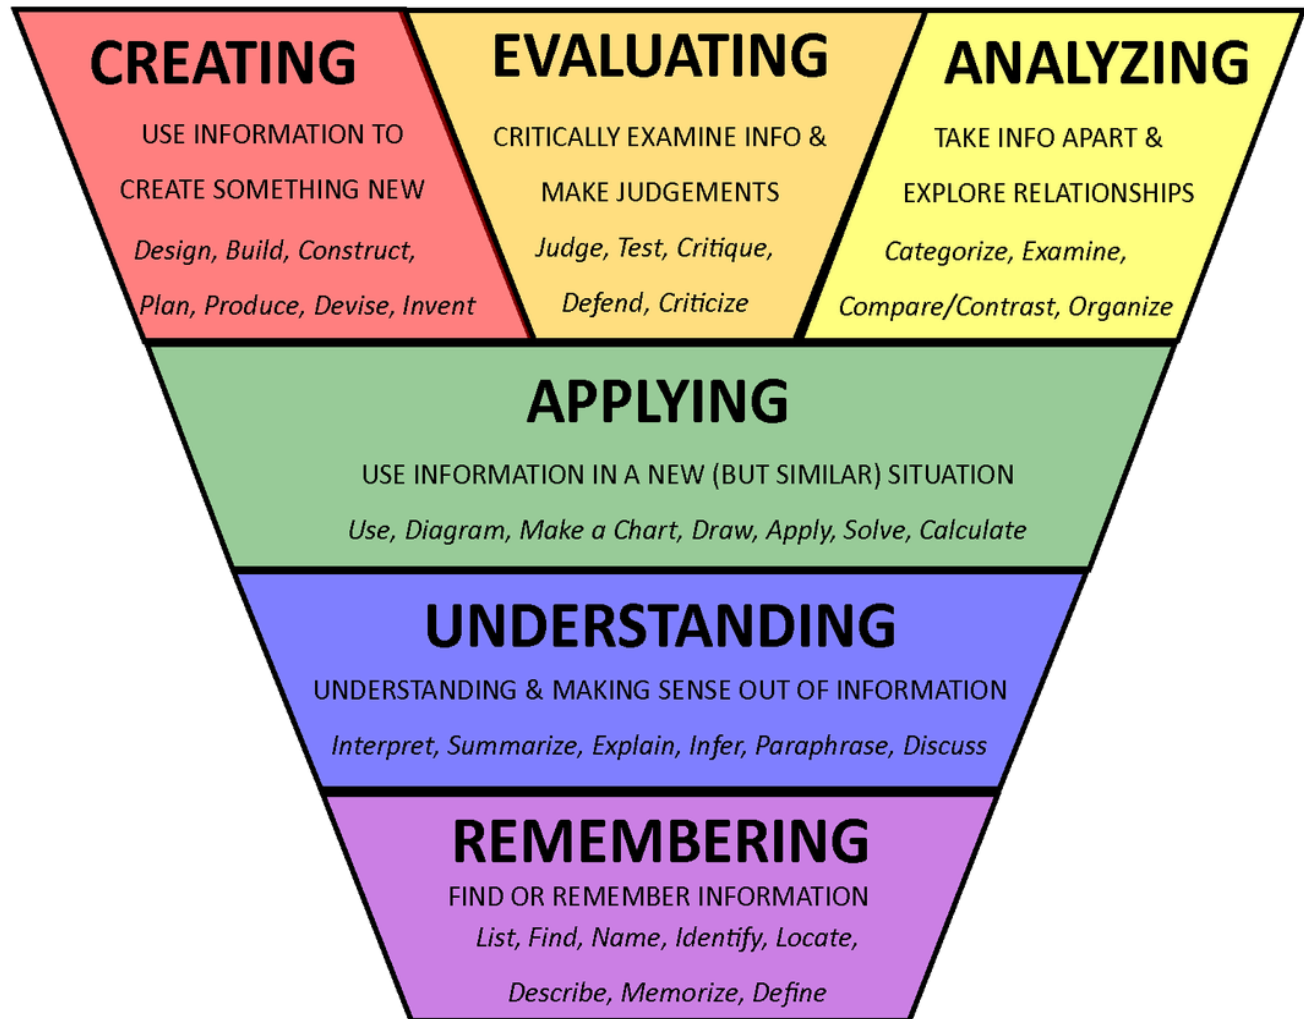 CREATING
USE INFORMATION TO
CREATE SOMETHING NEW
Design, Build, Construct,
Plan, Produce, Devise, Invent
EVALUATING
CRITICALLY EXAMINE INFO &
MAKE JUDGEMENTS
Judge, Test, Critique,
Defend, Criticize
ANALYZING
TAKE INFO APART &
EXPLORE RELATIONSHIPS
Categorize, Examine,
Compare/Contrast, Organize
APPLYING
USE INFORMATION IN A NEW (BUT SIMILAR) SITUATION
Use, Diagram, Make a Chart, Draw, Apply, Solve, Calculate
UNDERSTANDING
UNDERSTANDING & MAKING SENSE OUT OF INFORMATION
Interpret, Summarize, Explain, Infer, Paraphrase, Discuss
REMEMBERING
FIND OR REMEMBER INFORMATION
List, Find, Name, Identify, Locate,
Describe, Memorize, Define